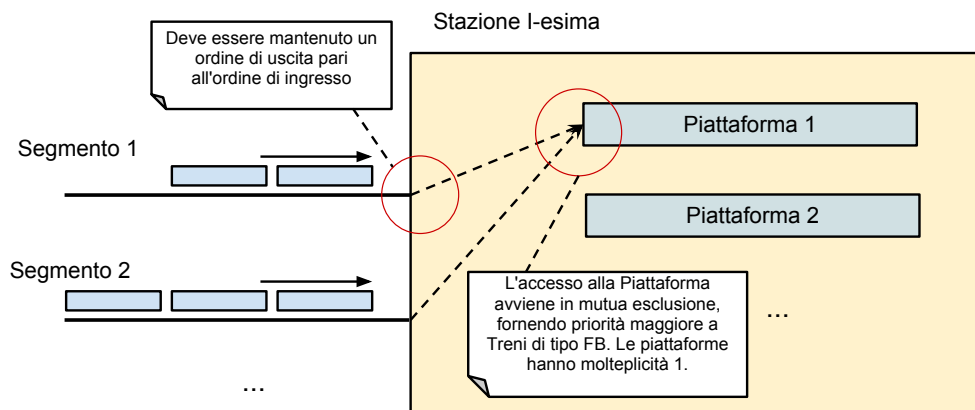 Stazione I-esima
Deve essere mantenuto un
ordine di uscita pari
all'ordine di ingresso
Piattaforma 1
Segmento 1
Piattaforma 2
Segmento 2
L'accesso alla Piattaforma
avviene in mutua esclusione,
fornendo priorità maggiore a
Treni di tipo FB. Le piattaforme
hanno molteplicità 1.
...
...